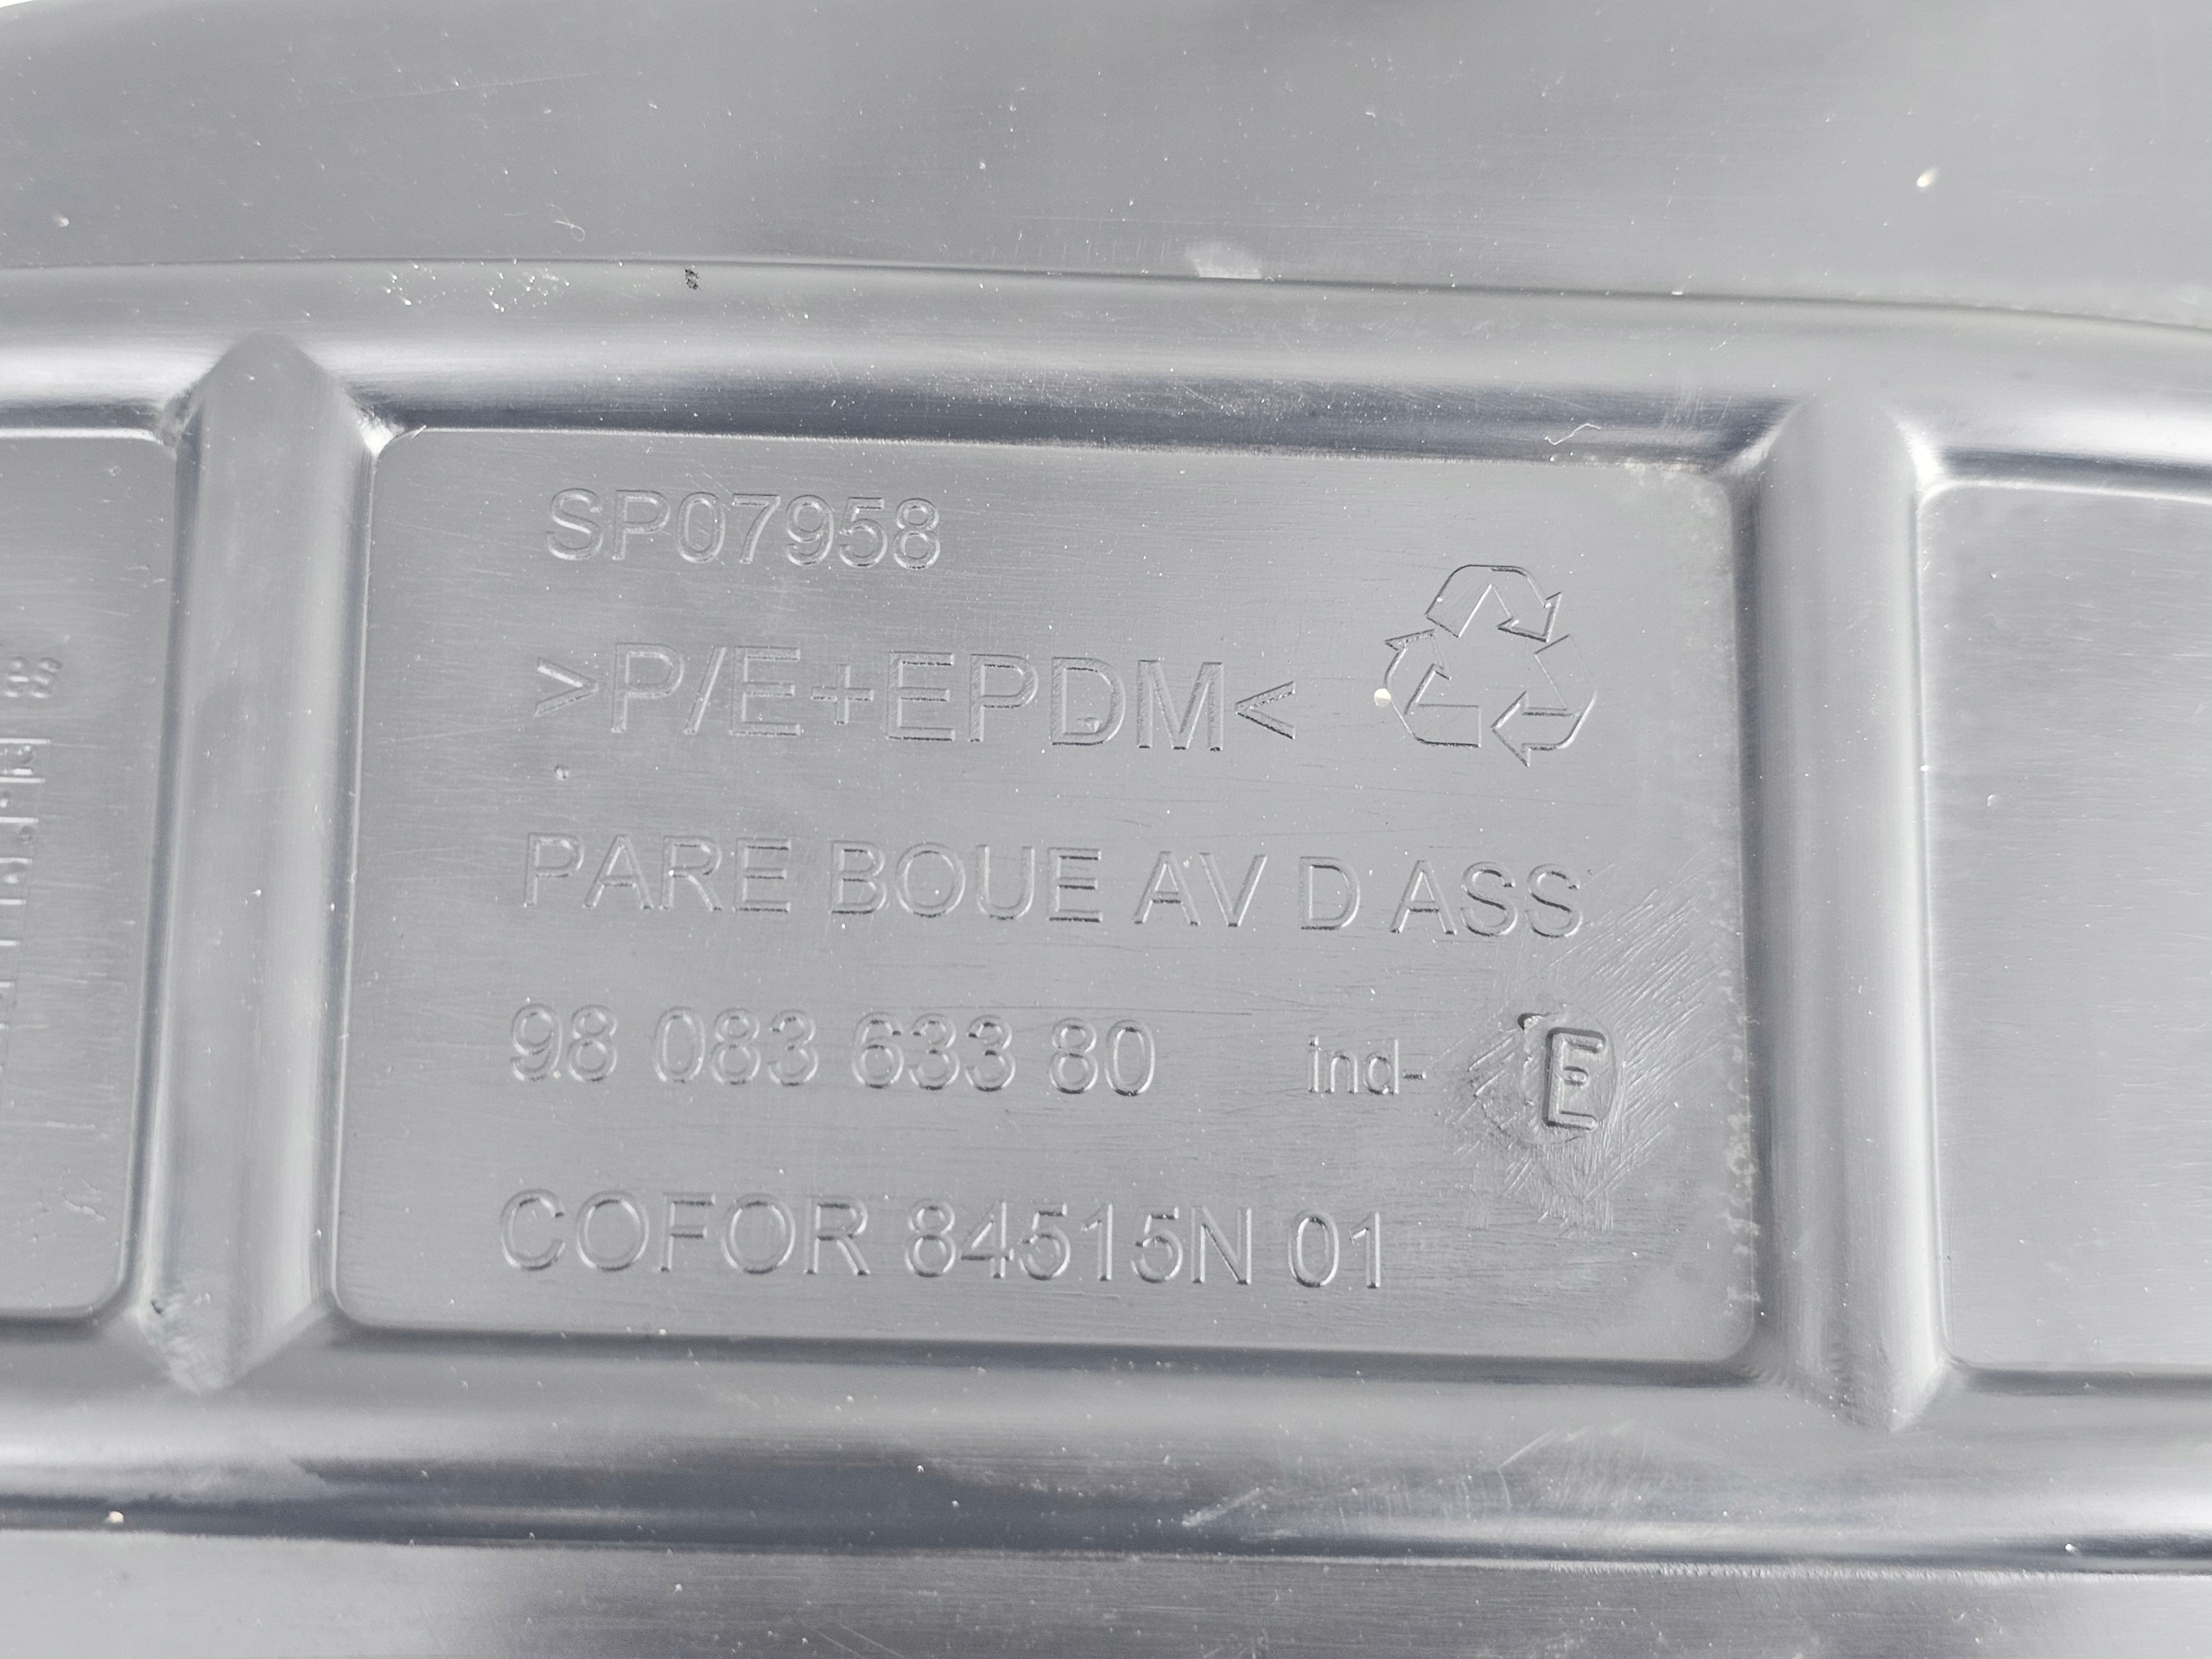 SP07958
>P/E+EPDM<
PARE BOUE AV D ASS
98 083 633 80 ind- E
COFOR 84515N 01